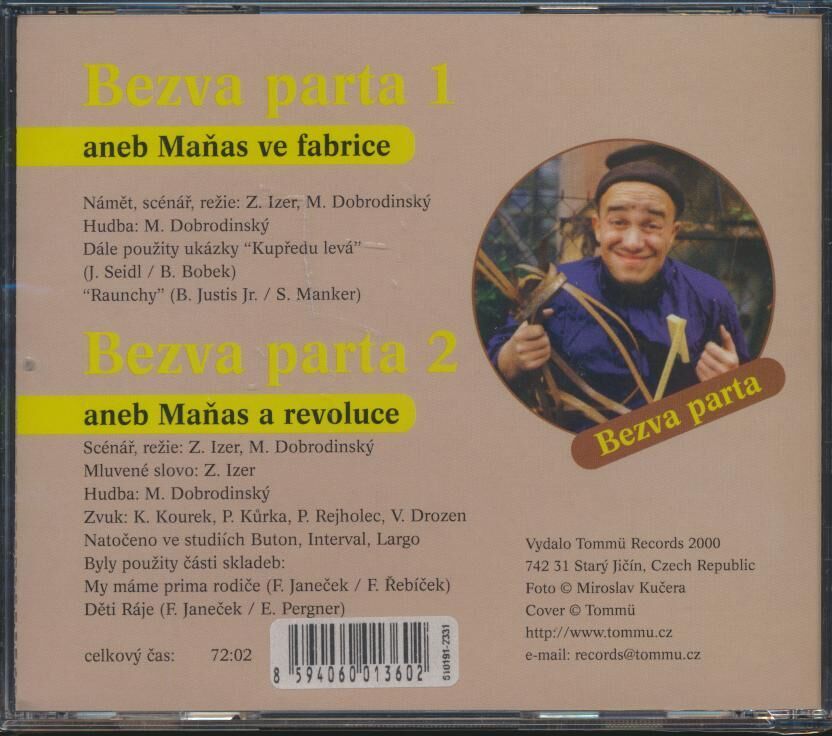 Bezva parta 1
aneb Maňas ve fabrice
Námět, scénář, režie: Z. Izer, M. Dobrodinský
Hudba: M. Dobrodinský
Dále použity ukázky “Kupředu levá”
(J. Seidl / B. Bobek)
“Raunchy” (B. Justis Jr. / S. Manker)
Bezva parta 2
aneb Maňas a revoluce
Scénář, režie: Z. Izer, M. Dobrodinský
Mluvené slovo: Z. Izer
Hudba: M. Dobrodinský
Zvuk: K. Kourek, P. Kůrka, P. Rejholec, V. Drozen
Natočeno ve studiích Buton, Interval, Largo
Byly použity části skladeb:
My máme prima rodiče (F. Janeček / F. Řebíček)
Děti Ráje (F. Janeček / E. Pergner)
celkový čas: 72:02
8 594060 013602
510191-2331
Bezva parta
Vydalo Tommü Records 2000
742 31 Starý Jičín, Czech Republic
Foto © Miroslav Kučera
Cover © Tommü
http://www.tommu.cz
e-mail: records@tommu.cz